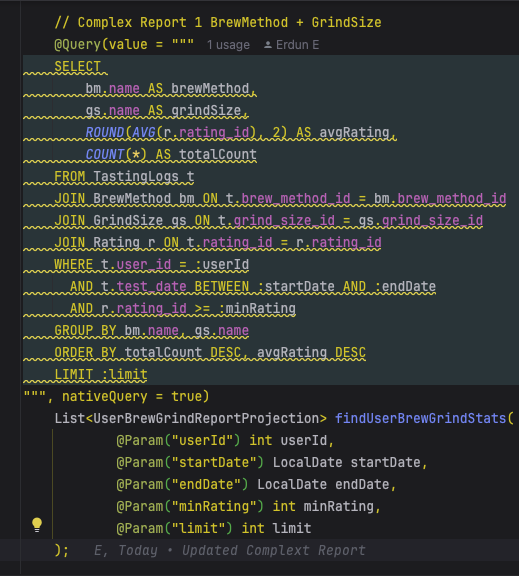 // Complex Report 1 BrewMethod + GrindSize
@Query(value = """ 1 usage Erdun E
SELECT
bm.name AS brewMethod,
gs.name AS grindSize,
ROUND(AVG(r.rating_id), 2) AS avgRating,
COUNT(*) AS totalCount
FROM TastingLogs t
JOIN BrewMethod bm ON t.brew_method_id = bm.brew_method_id
JOIN GrindSize gs ON t.grind_size_id = gs.grind_size_id
JOIN Rating r ON t.rating_id = r.rating_id
WHERE t.user_id = :userId
AND t.test_date BETWEEN :startDate AND :endDate
AND r.rating_id >= :minRating
GROUP BY bm.name, gs.name
ORDER BY totalCount DESC, avgRating DESC
LIMIT :limit
""", nativeQuery = true)
List<UserBrewGrindReportProjection> findUserBrewGrindStats(
@Param("userId") int userId,
@Param("startDate") LocalDate startDate,
@Param("endDate") LocalDate endDate,
@Param("minRating") int minRating,
@Param("limit") int limit
); E, Today • Updated Complext Report